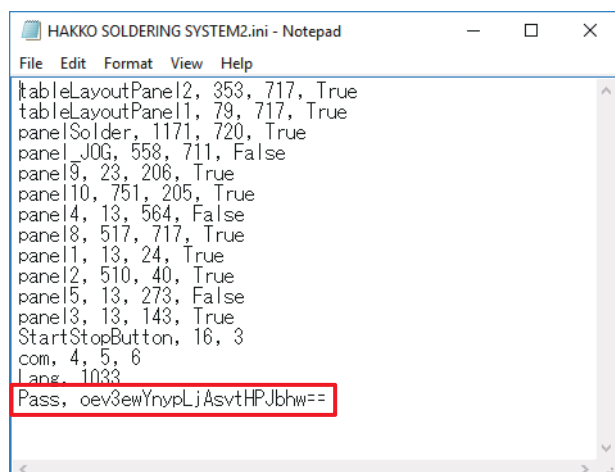 HAKKO SOLDERING SYSTEM2.ini - Notepad
File Edit Format View Help
tableLayoutPanel2, 353, 717, True
tableLayoutPanel1, 79, 717, True
panelSolder, 1171, 720, True
panel_JOG, 558, 711, False
panel9, 23, 206, True
panel10, 751, 205, True
panel4, 13, 564, False
panel8, 517, 717, True
panel1, 13, 24, True
panel2, 510, 40, True
panel5, 13, 273, False
panel3, 13, 143, True
StartStopButton, 16, 3
com, 4, 5, 6
Lang, 1033
Pass, oev3ewYnypLjAsvtHPJbhw==